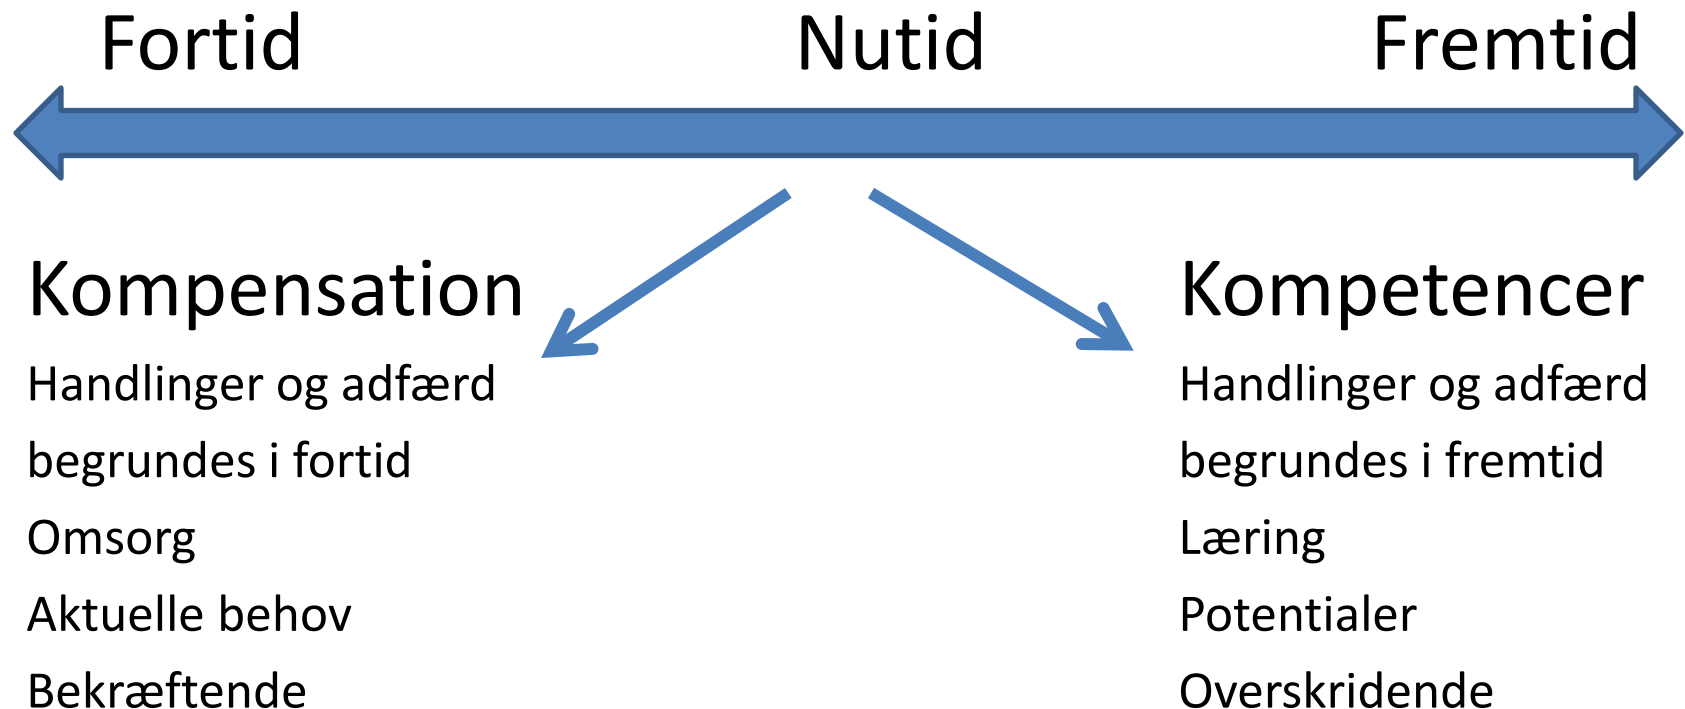 Fortid
Nutid
Fremtid
Kompensation
Handlinger og adfærd
begrundes i fortid
Omsorg
Aktuelle behov
Bekræftende
Kompetencer
Handlinger og adfærd
begrundes i fremtid
Læring
Potentialer
Overskridende